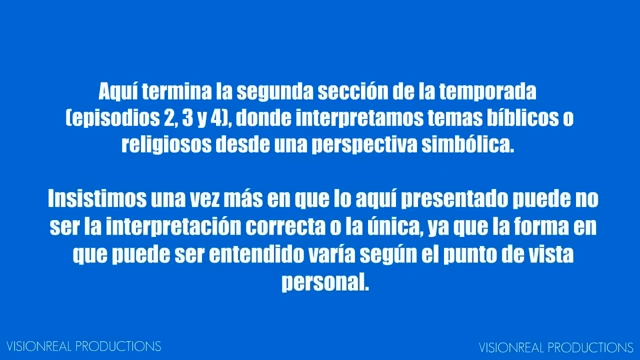 Aquí termina la segunda sección de la temporada
(episodios 2, 3 y 4), donde interpretamos temas bíblicos o
religiosos desde una perspectiva simbólica.
Insistimos una vez más en que lo aquí presentado puede no
ser la interpretación correcta o la única, ya que la forma en
que puede ser entendido varía según el punto de vista
personal.
VISIONREAL PRODUCTIONS
VISIONREAL PRODUCTIONS